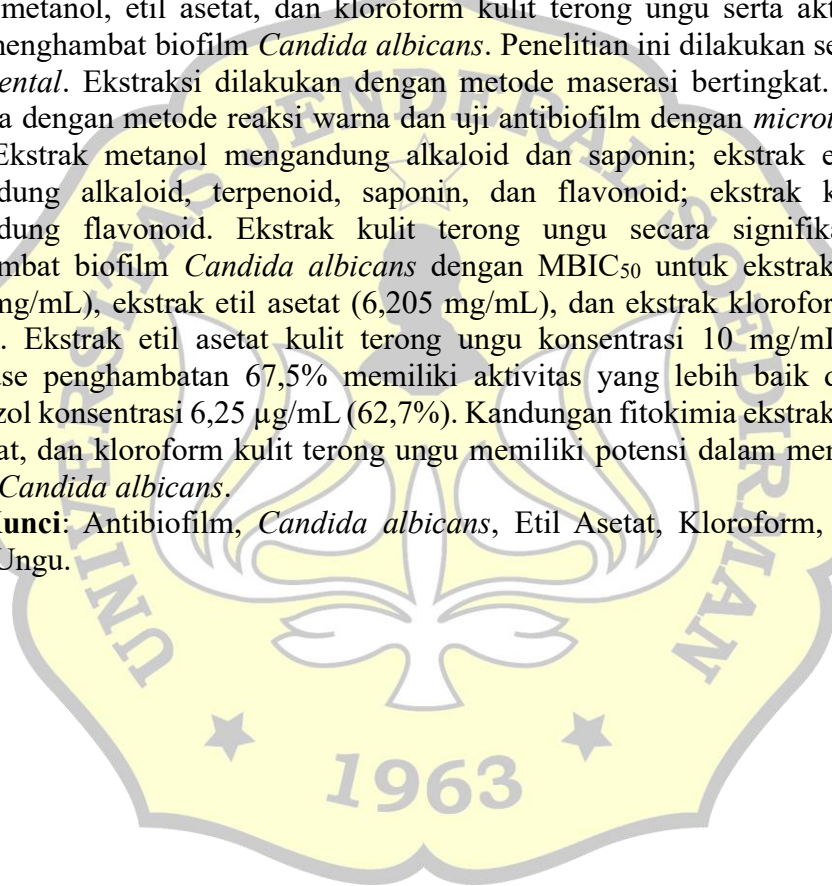 metanol, etil asetat, dan kloroform kulit terong ungu serta akt
menghambat biofilm Candida albicans. Penelitian ini dilakukan se
ental. Ekstraksi dilakukan dengan metode maserasi bertingkat.
a dengan metode reaksi warna dan uji antibiofilm dengan microt
Ekstrak metanol mengandung alkaloid dan saponin; ekstrak e
dung alkaloid, terpenoid, saponin, dan flavonoid; ekstrak k
dung flavonoid. Ekstrak kulit terong ungu secara signifika
mbat biofilm Candida albicans dengan MBIC50 untuk ekstrak
mg/mL), ekstrak etil asetat (6,205 mg/mL), dan ekstrak klorofor
. Ekstrak etil asetat kulit terong ungu konsentrasi 10 mg/mL
se penghambatan 67,5% memiliki aktivitas yang lebih baik d
zol konsentrasi 6,25 µg/mL (62,7%). Kandungan fitokimia ekstrak
at, dan kloroform kulit terong ungu memiliki potensi dalam men
Candida albicans.
unci: Antibiofilm, Candida albicans, Etil Asetat, Kloroform,
Ungu.
UNIVERSITAS JENDERAL SOEDIRMAN
1963